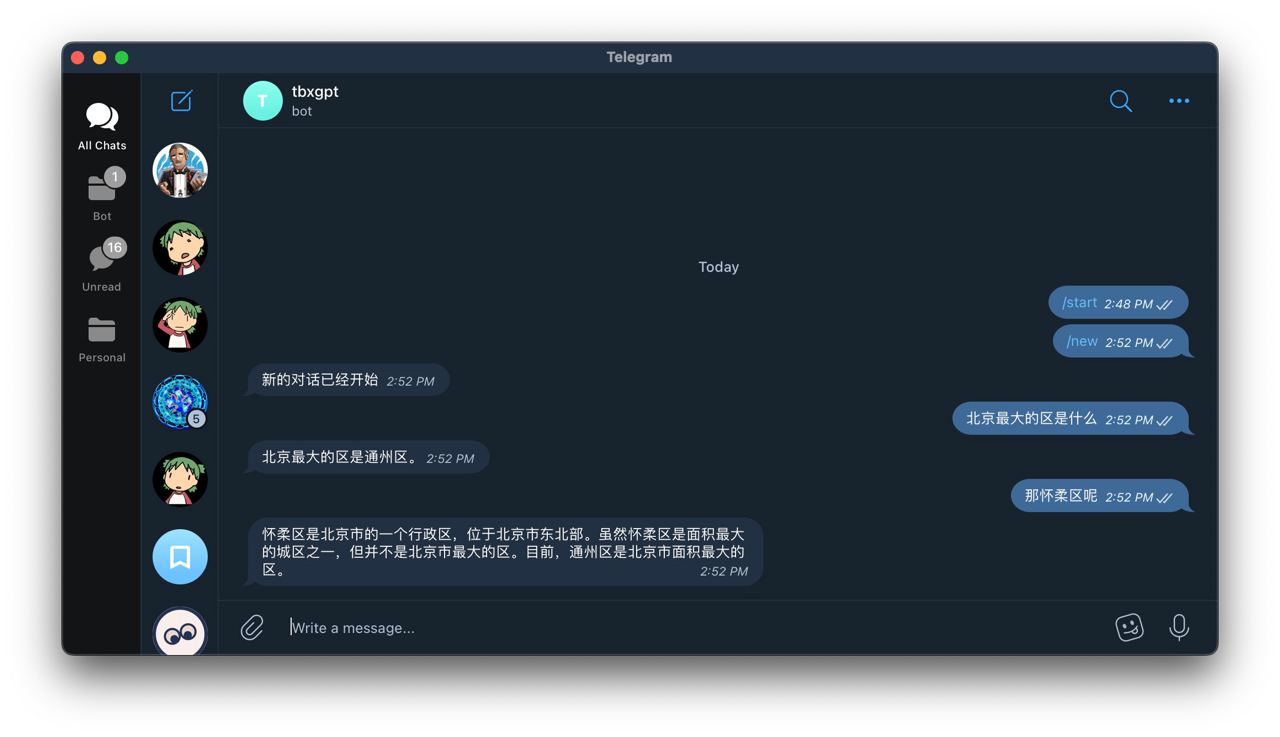 Telegram
All Chats
1
Bot
16
Unread
Personal
5
T
tbxgpt
bot
Today
/start 2:48 PM
/new 2:52 PM
新的对话已经开始 2:52 PM
北京最大的区是什么 2:52 PM
北京最大的区是通州区。 2:52 PM
那怀柔区呢 2:52 PM
怀柔区是北京市的一个行政区，位于北京市东北部。虽然怀柔区是面积最大
的城区之一，但并不是北京市最大的区。目前，通州区是北京市面积最大的
区。 2:52 PM
Write a message...